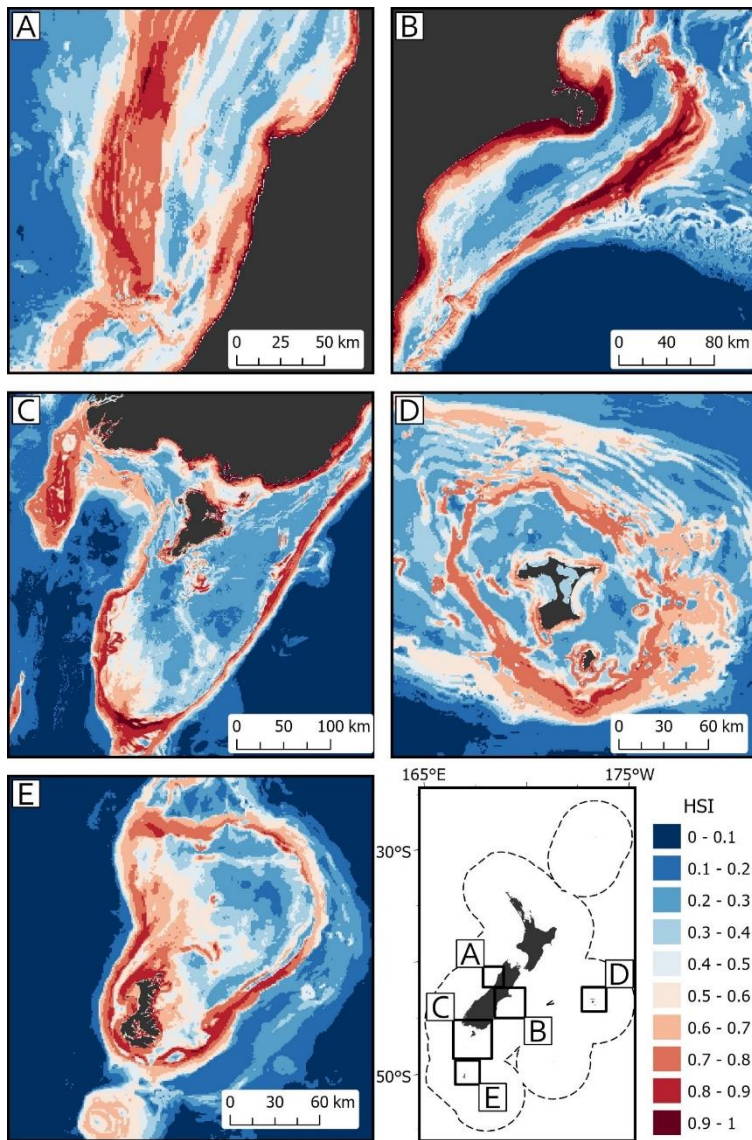 A
0 25 50 km
B
0 40 80 km
C
0 50 100 km
D
0 30 60 km
E
0 30 60 km
165°E 175°W
30°S
50°S
A
B
C
D
E
HSI
0 - 0.1
0.1 - 0.2
0.2 - 0.3
0.3 - 0.4
0.4 - 0.5
0.5 - 0.6
0.6 - 0.7
0.7 - 0.8
0.8 - 0.9
0.9 - 1